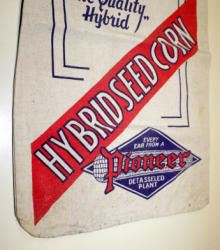 Quality
Hybrid"
HYBRID SEED CORN
EVERY
EAR FROM A
Pioneer
DETASSELED
PLANT